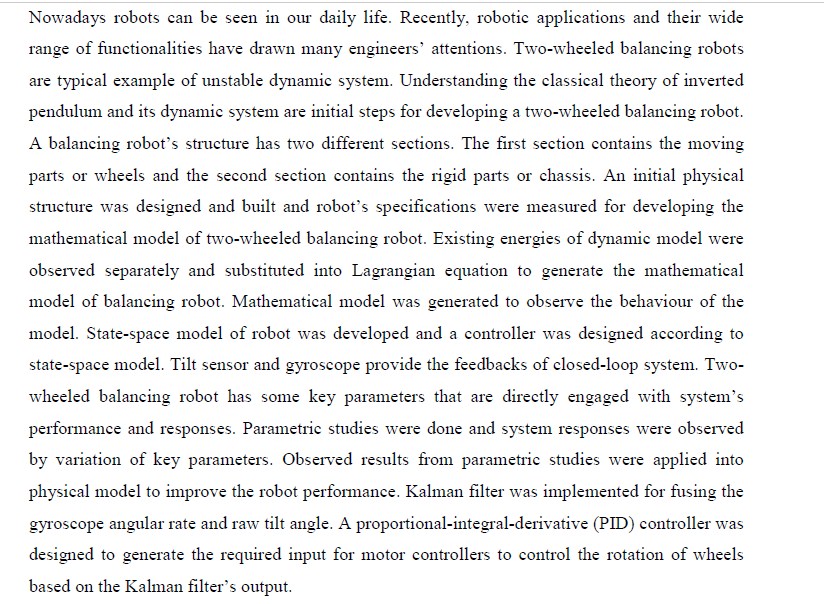 Nowadays robots can be seen in our daily life. Recently, robotic applications and their wide
range of functionalities have drawn many engineers' attentions. Two-wheeled balancing robots
are typical example of unstable dynamic system. Understanding the classical theory of inverted
pendulum and its dynamic system are initial steps for developing a two-wheeled balancing robot.
A balancing robot's structure has two different sections. The first section contains the moving
parts or wheels and the second section contains the rigid parts or chassis. An initial physical
structure was designed and built and robot's specifications were measured for developing the
mathematical model of two-wheeled balancing robot. Existing energies of dynamic model were
observed separately and substituted into Lagrangian equation to generate the mathematical
model of balancing robot. Mathematical model was generated to observe the behaviour of the
model. State-space model of robot was developed and a controller was designed according to
state-space model. Tilt sensor and gyroscope provide the feedbacks of closed-loop system. Two-
wheeled balancing robot has some key parameters that are directly engaged with system's
performance and responses. Parametric studies were done and system responses were observed
by variation of key parameters. Observed results from parametric studies were applied into
physical model to improve the robot performance. Kalman filter was implemented for fusing the
gyroscope angular rate and raw tilt angle. A proportional-integral-derivative (PID) controller was
designed to generate the required input for motor controllers to control the rotation of wheels
based on the Kalman filter's output.